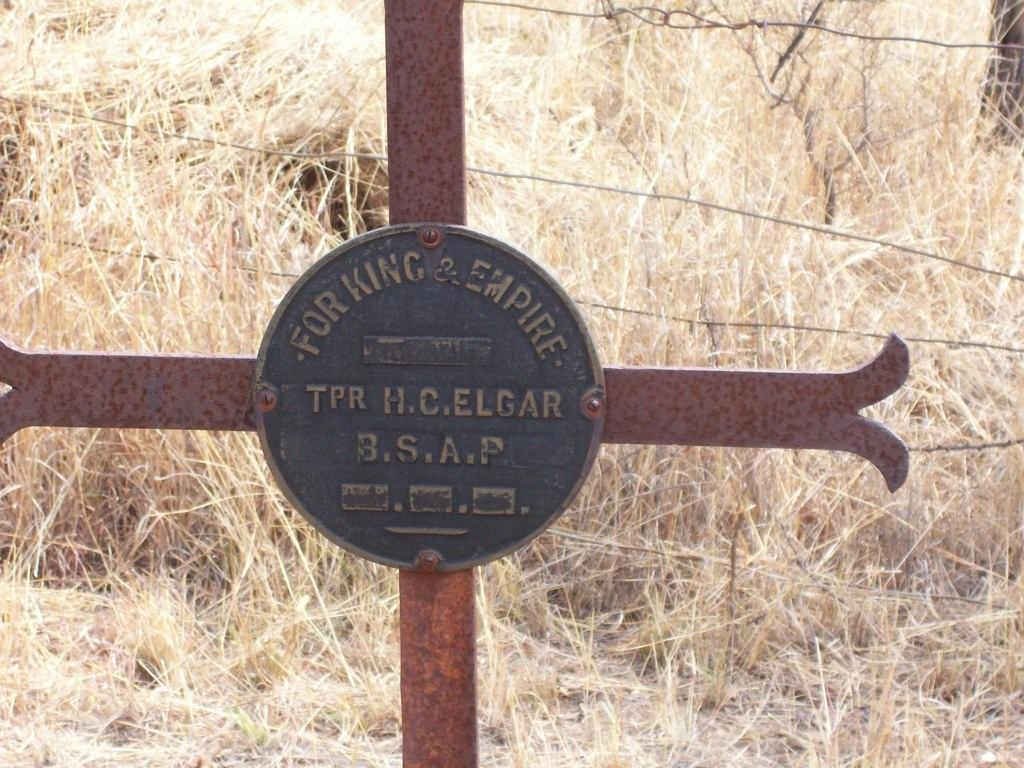 ·FOR KING & EMPIRE·
TPR H.C.ELGAR
B.S.A.P.